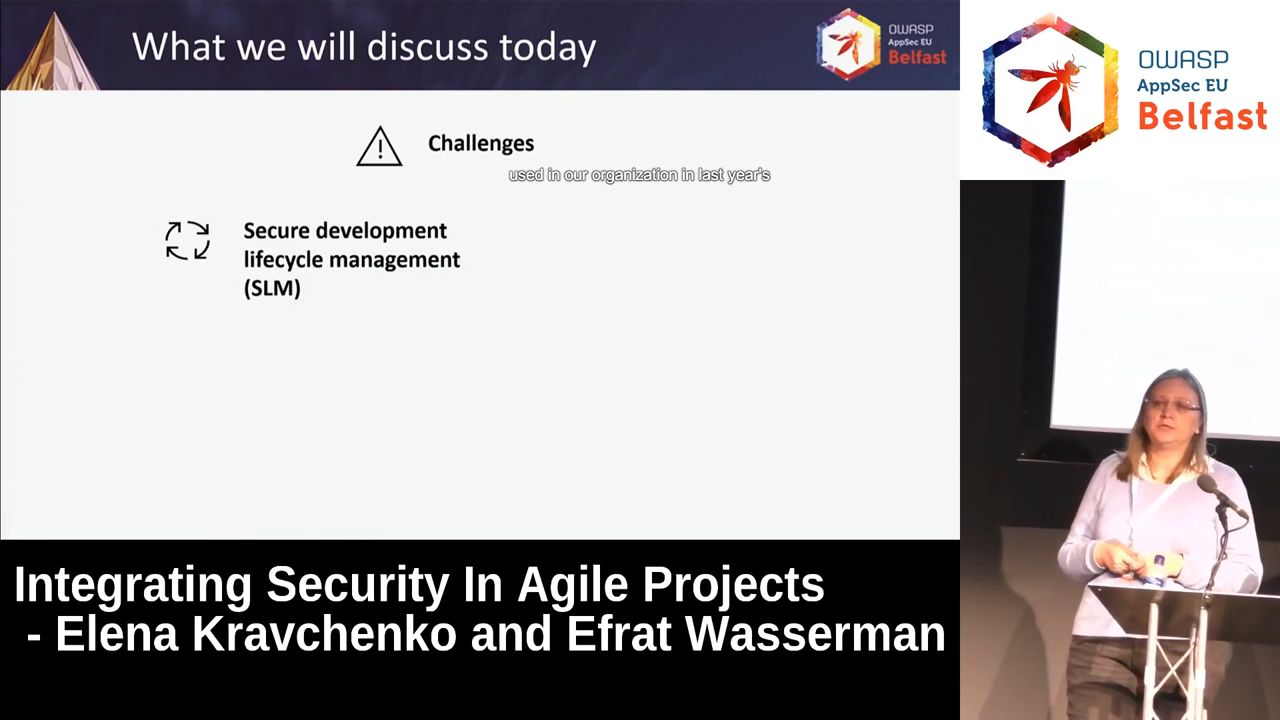 What we will discuss today
OWASP
AppSec EU
Belfast
Challenges
used in our organization in last year's
Secure development
lifecycle management
(SLM)
OWASP
AppSec EU
Belfast
Integrating Security In Agile Projects
- Elena Kravchenko and Efrat Wasserman